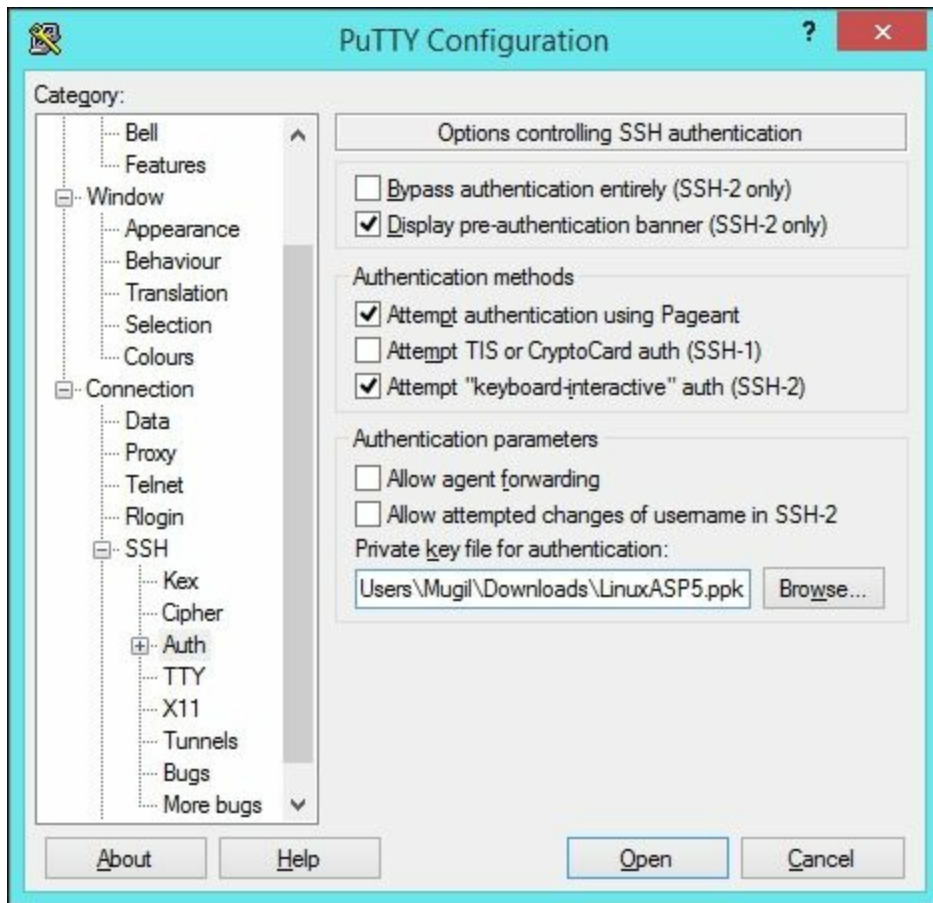 PuTTY Configuration
?
Category:
Bell
Features
Window
Appearance
Behaviour
Translation
Selection
Colours
Connection
Data
Proxy
Telnet
Rlogin
SSH
Kex
Cipher
Auth
TTY
X11
Tunnels
Bugs
More bugs
Options controlling SSH authentication
Bypass authentication entirely (SSH-2 only)
Display pre-authentication banner (SSH-2 only)
Authentication methods
Attempt authentication using Pageant
Attempt TIS or CryptoCard auth (SSH-1)
Attempt "keyboard-interactive" auth (SSH-2)
Authentication parameters
Allow agent forwarding
Allow attempted changes of username in SSH-2
Private key file for authentication:
Users\Mugil\Downloads\LinuxASP5.ppk
Browse...
About
Help
Open
Cancel